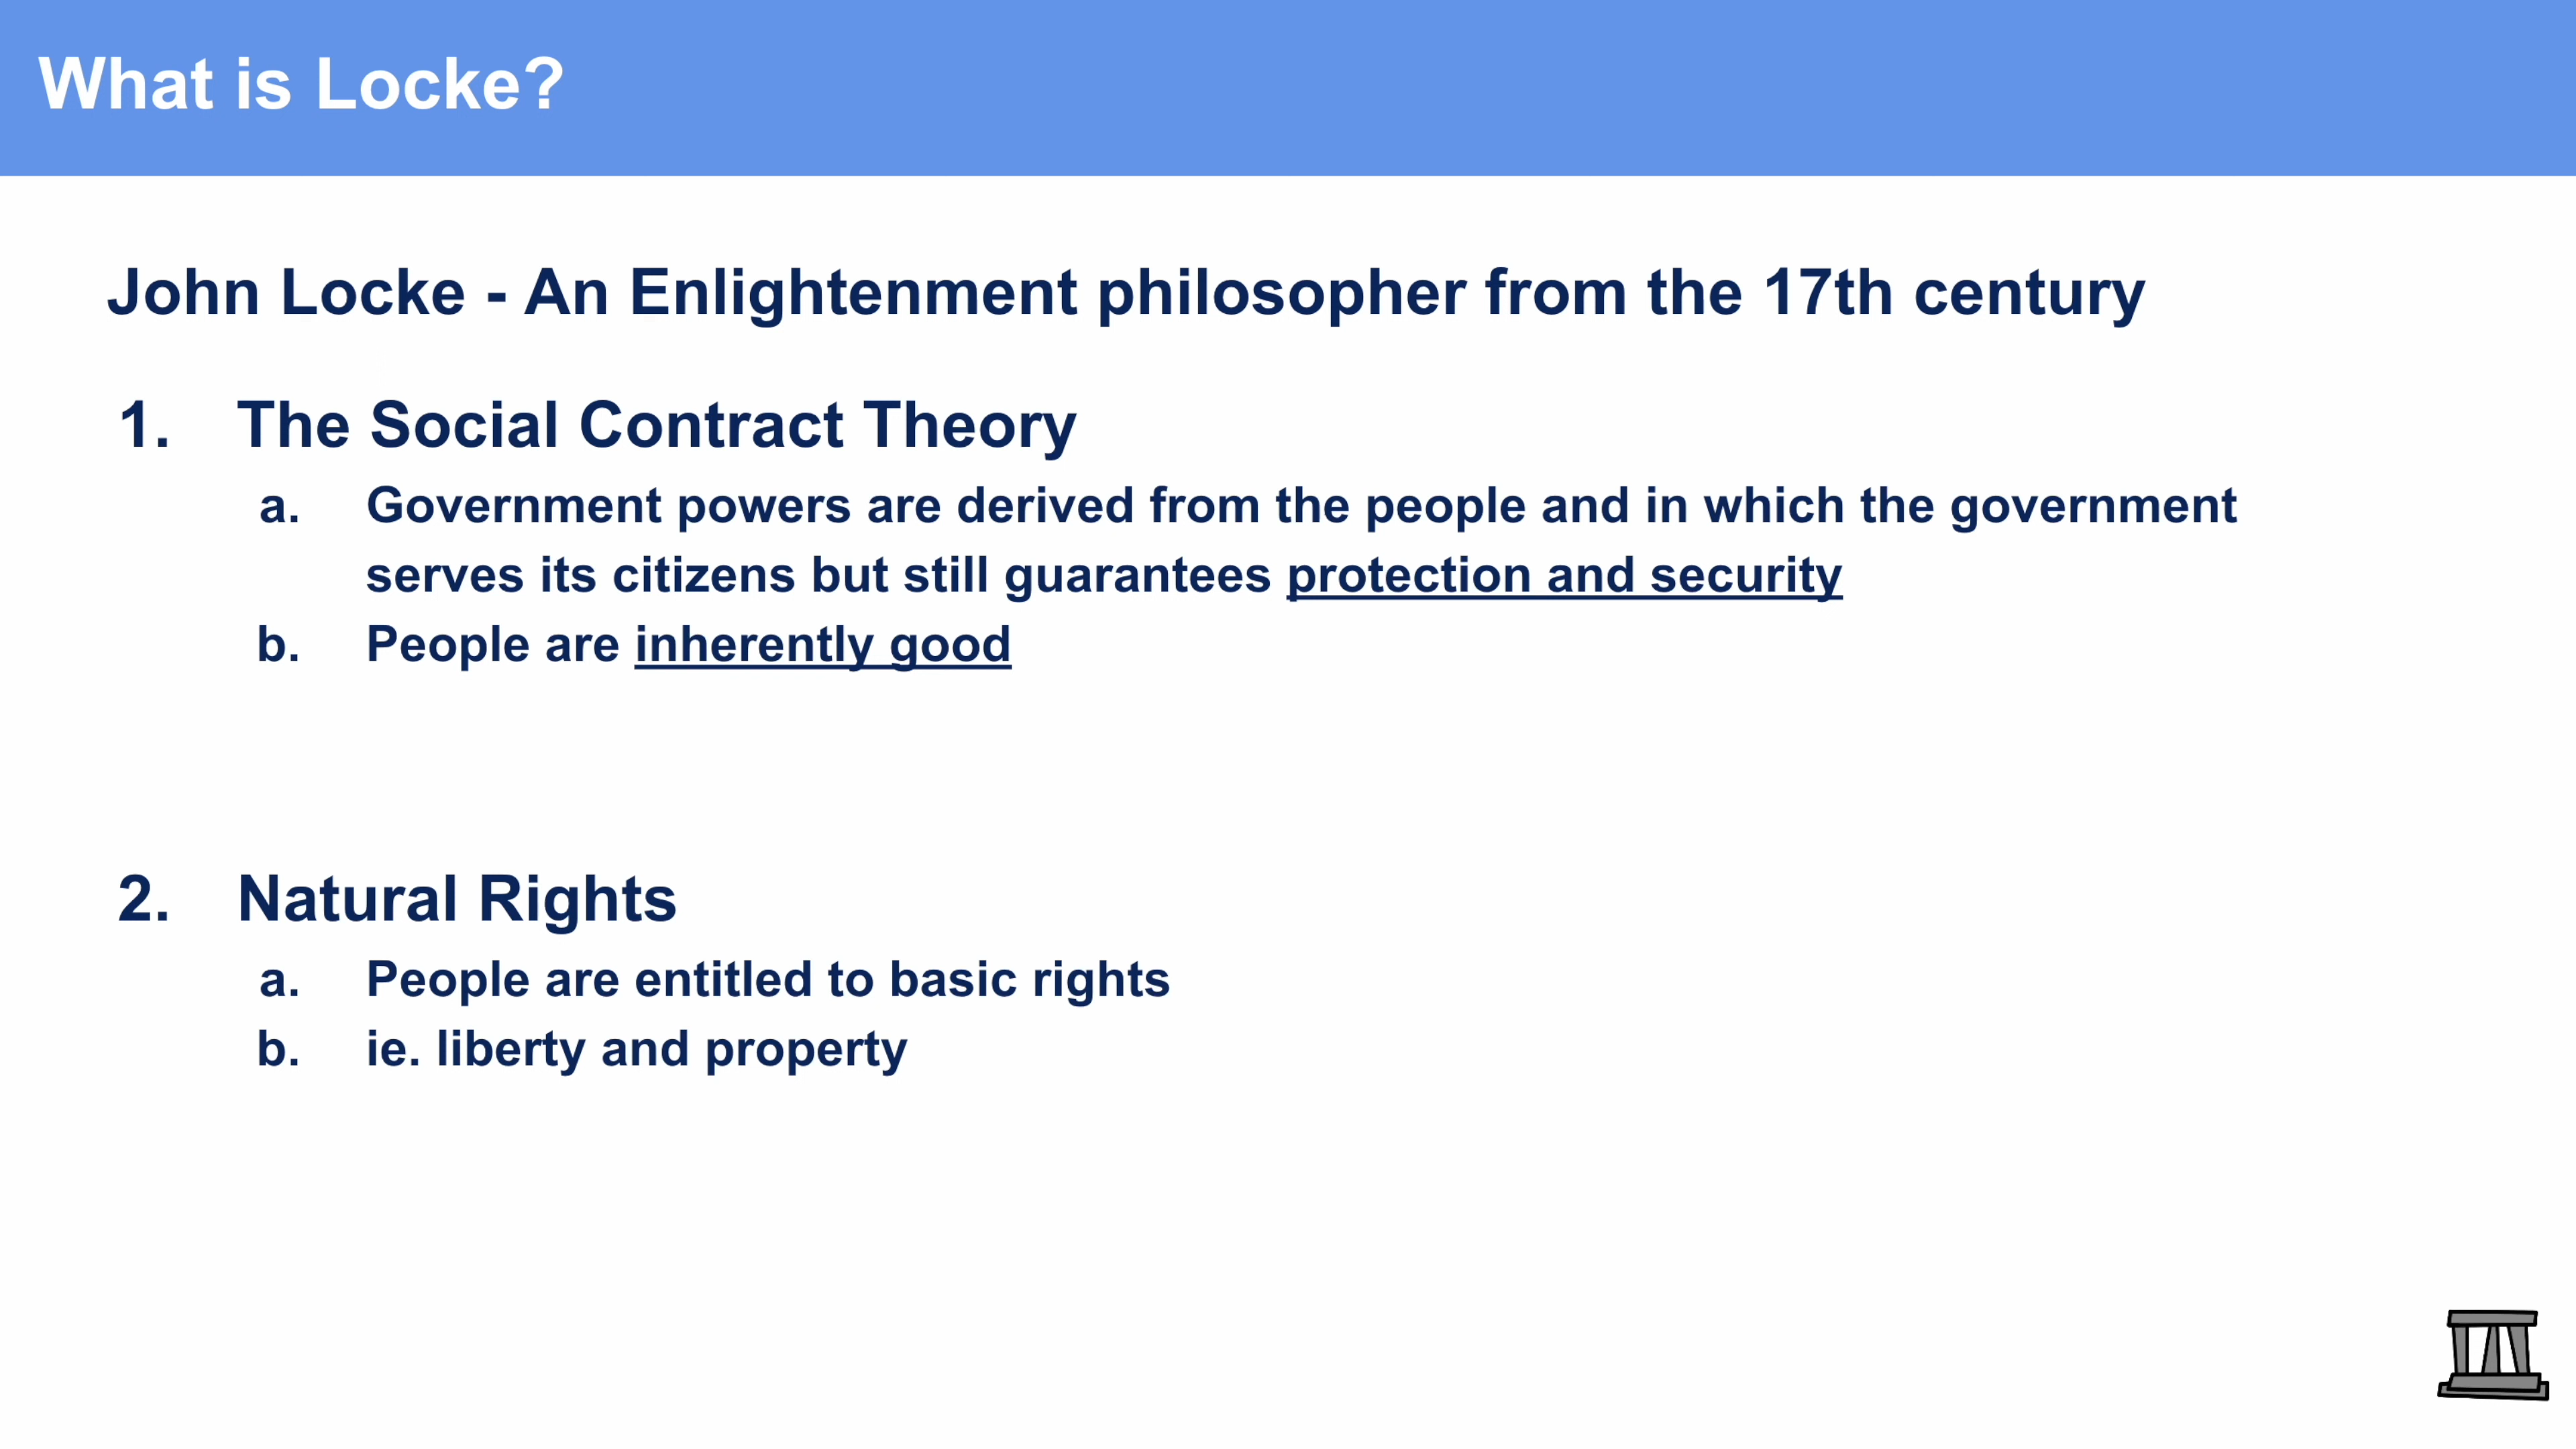 What is Locke?
John Locke - An Enlightenment philosopher from the 17th century
1. The Social Contract Theory
a. Government powers are derived from the people and in which the government
serves its citizens but still guarantees protection and security
b. People are inherently good
2. Natural Rights
a. People are entitled to basic rights
b. ie. liberty and property